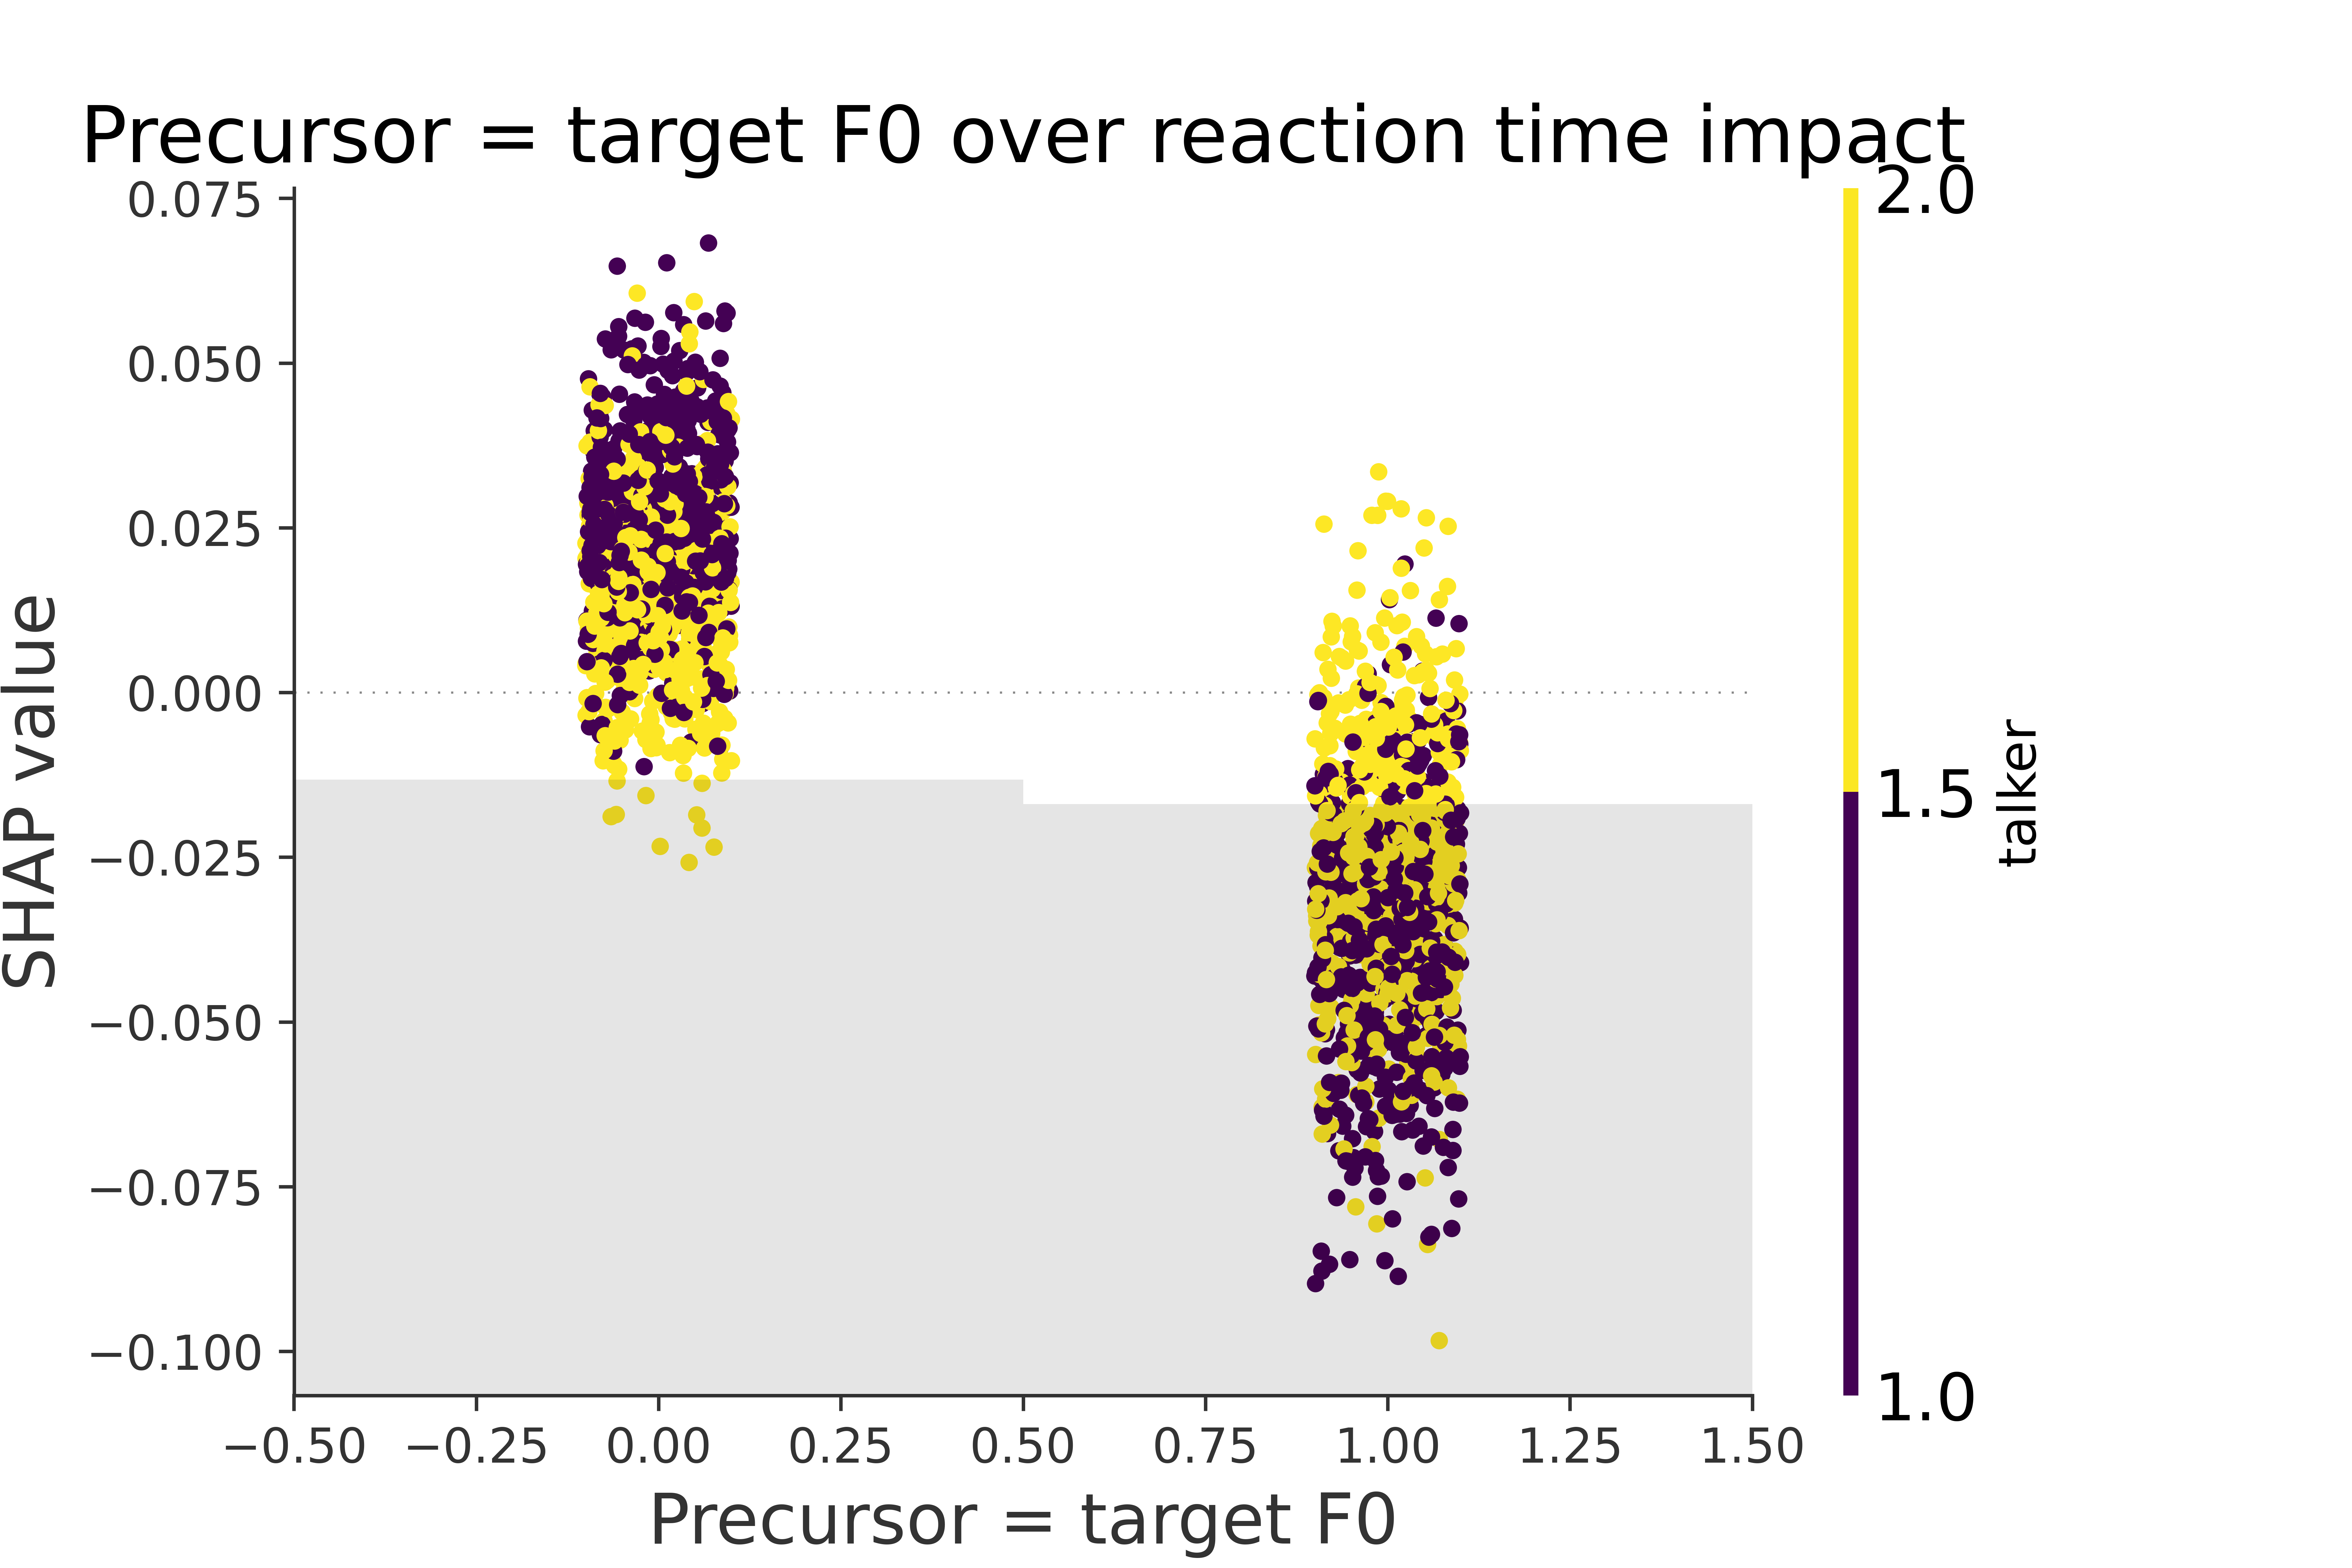 Precursor = target F0 over reaction time impact
0.075
0.050
0.025
0.000
−0.025
−0.050
−0.075
−0.100
SHAP value
−0.50 −0.25 0.00 0.25 0.50 0.75 1.00 1.25 1.50
Precursor = target F0
2.0
1.5
1.0
talker